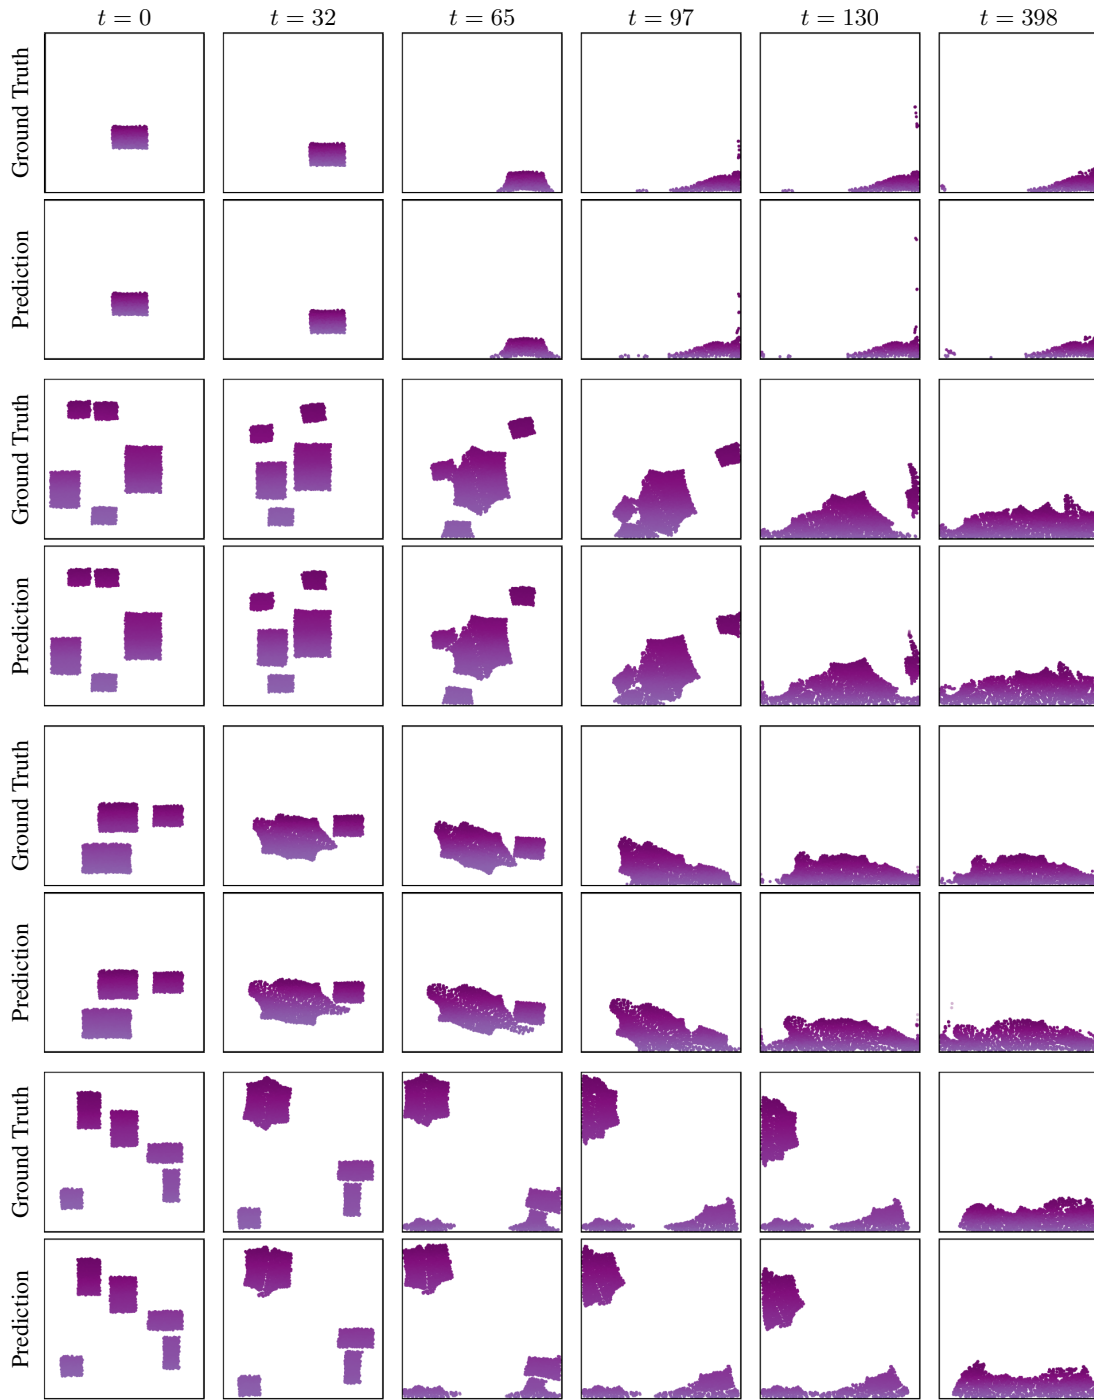 t = 0 t = 32 t = 65 t = 97 t = 130 t = 398
Ground Truth
Prediction
Ground Truth
Prediction
Ground Truth
Prediction
Ground Truth
Prediction